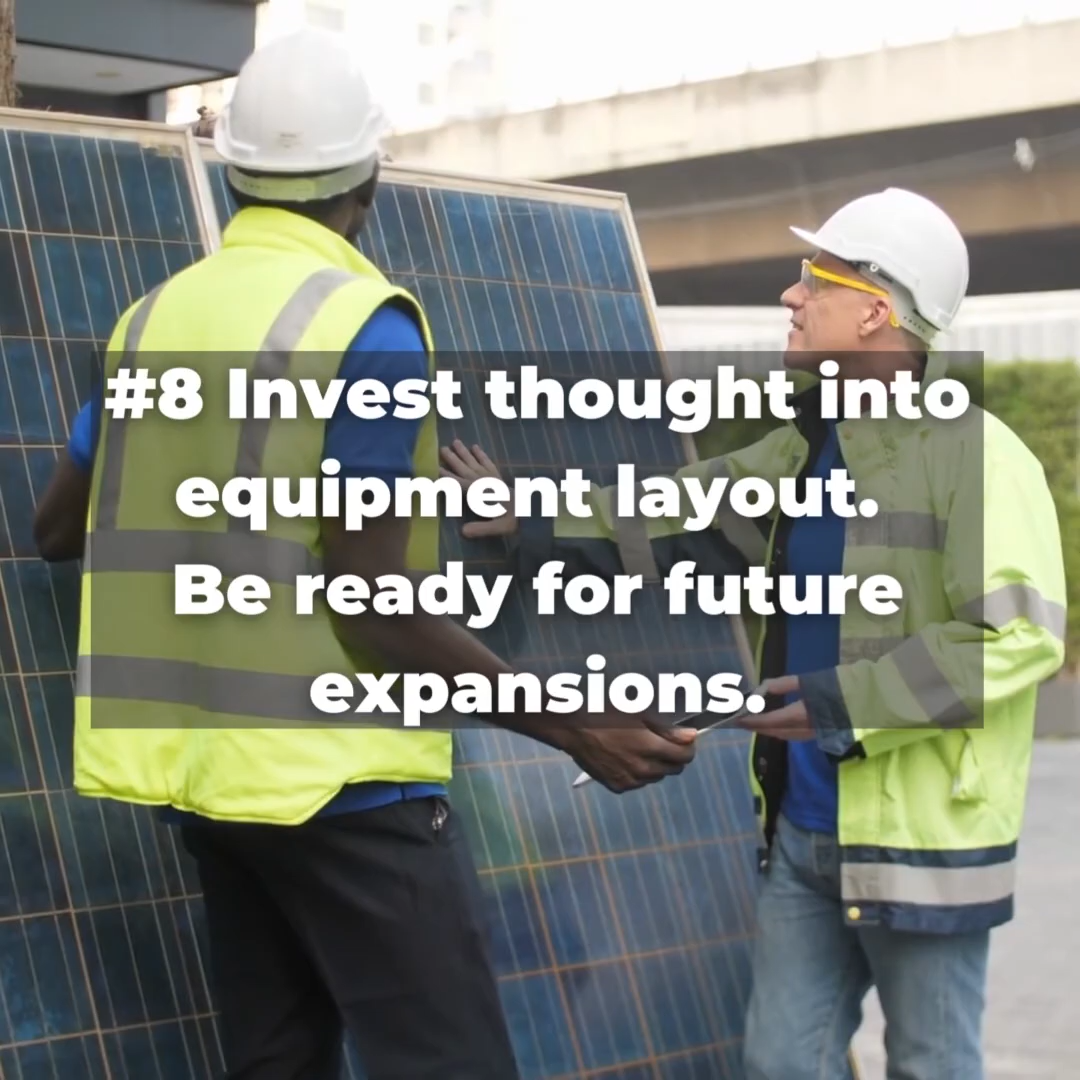 #8 Invest thought into
equipment layout.
Be ready for future
expansions.